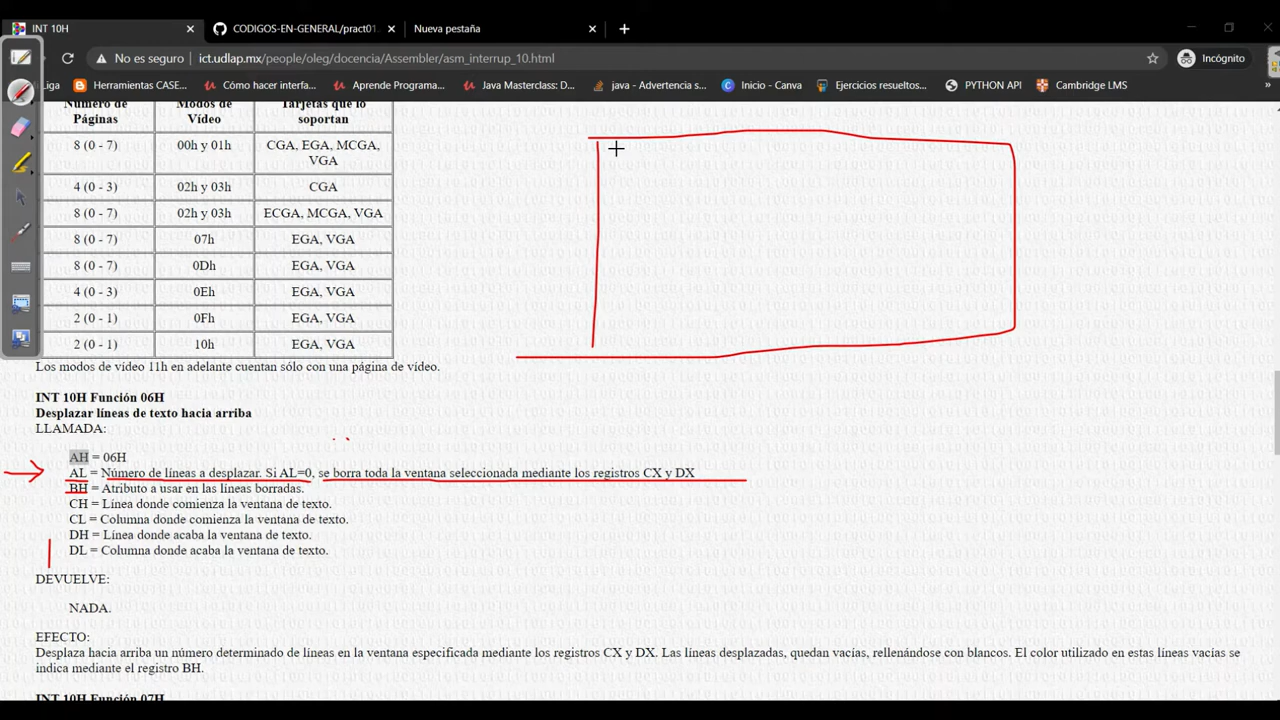 INT 10H
CODIGOS-EN-GENERAL/pract01.
Nueva pestaña
No es seguro
ict.udlap.mx/people/oleg/docencia/Assembler/asm_interrup_10.html
Incógnito
Liga
Herramientas CASE...
Cómo hacer interfa...
Aprende Programa...
Java Masterclass: D...
java - Advertencia s...
Inicio - Canva
Ejercicios resueltos...
PYTHON API
Cambridge LMS
Número de Páginas
Modos de Vídeo
Tarjetas que lo soportan
8 (0 - 7) 00h y 01h CGA, EGA, MCGA, VGA
4 (0 - 3) 02h y 03h CGA
8 (0 - 7) 02h y 03h ECGA, MCGA, VGA
8 (0 - 7) 07h EGA, VGA
8 (0 - 7) 0Dh EGA, VGA
4 (0 - 3) 0Eh EGA, VGA
2 (0 - 1) 0Fh EGA, VGA
2 (0 - 1) 10h EGA, VGA
Los modos de vídeo 11h en adelante cuentan sólo con una página de vídeo.
INT 10H Función 06H
Desplazar líneas de texto hacia arriba
LLAMADA:
AH = 06H
AL = Número de líneas a desplazar. Si AL=0, se borra toda la ventana seleccionada mediante los registros CX y DX
BH = Atributo a usar en las líneas borradas.
CH = Línea donde comienza la ventana de texto.
CL = Columna donde comienza la ventana de texto.
DH = Línea donde acaba la ventana de texto.
DL = Columna donde acaba la ventana de texto.
DEVUELVE:
NADA.
EFECTO:
Desplaza hacia arriba un número determinado de líneas en la ventana especificada mediante los registros CX y DX. Las líneas desplazadas, quedan vacías, rellenándose con blancos. El color utilizado en estas líneas vacías se
indica mediante el registro BH.
INT 10H Función 07H